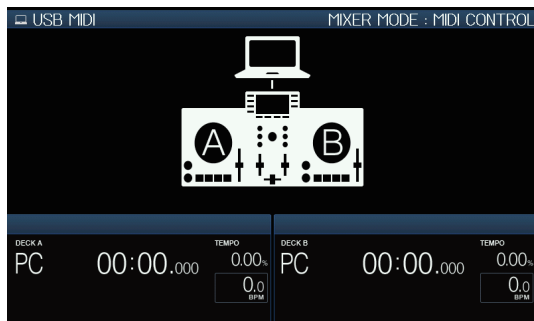 USB MIDI
MIXER MODE : MIDI CONTROL
A
B
DECK A
PC
00:00.000
TEMPO
0.00%
0.0
BPM
DECK B
PC
00:00.000
TEMPO
0.00%
0.0
BPM